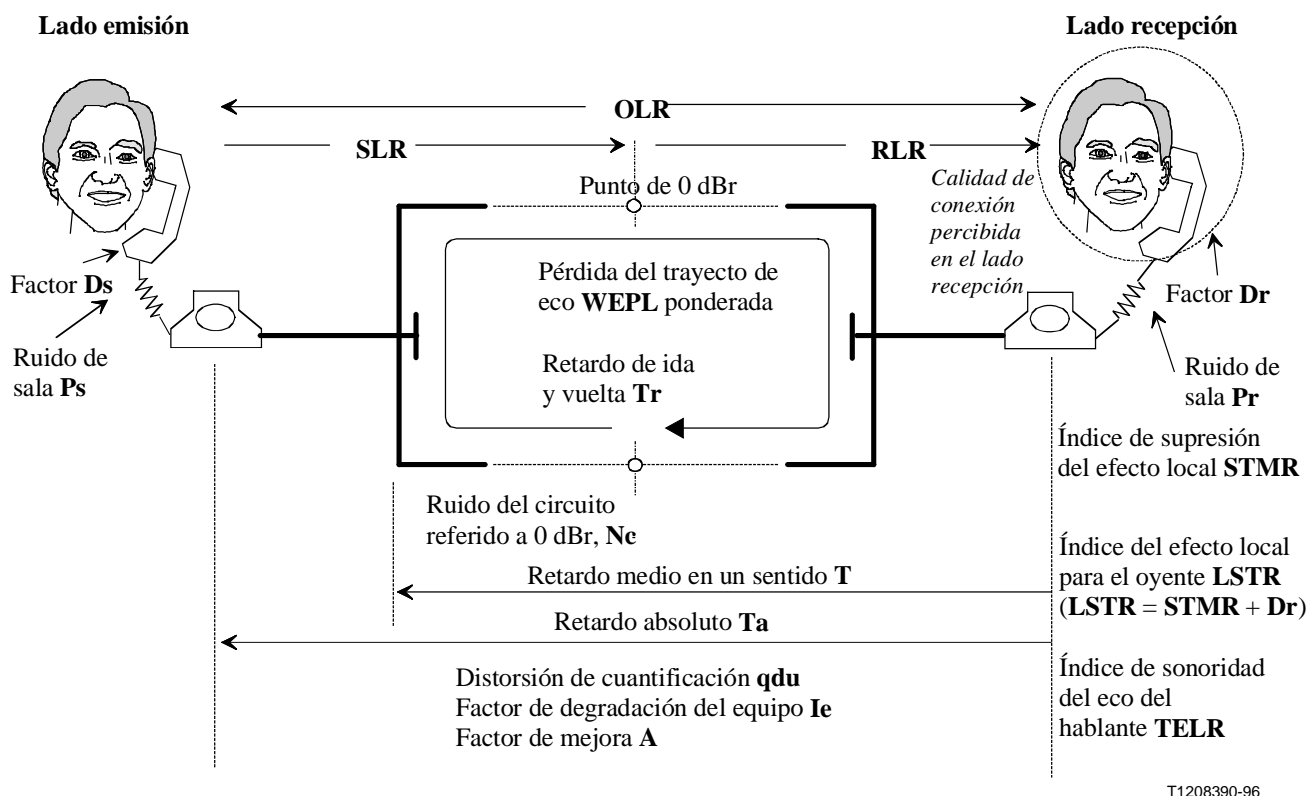 Lado emisión
Lado recepción
OLR
SLR
RLR
Punto de 0 dBr
Calidad de
conexión
percibida
en el lado
recepción
Factor Ds
Pérdida del trayecto de
eco WEPL ponderada
Factor Dr
Ruido de
sala Ps
Retardo de ida
y vuelta Tr
Ruido de
sala Pr
Índice de supresión
del efecto local STMR
Ruido del circuito
referido a 0 dBr, Nc
Índice del efecto local
para el oyente LSTR
(LSTR = STMR + Dr)
Retardo medio en un sentido T
Retardo absoluto Ta
Distorsión de cuantificación qdu
Factor de degradación del equipo Ie
Factor de mejora A
Índice de sonoridad
del eco del
hablante TELR
T1208390-96